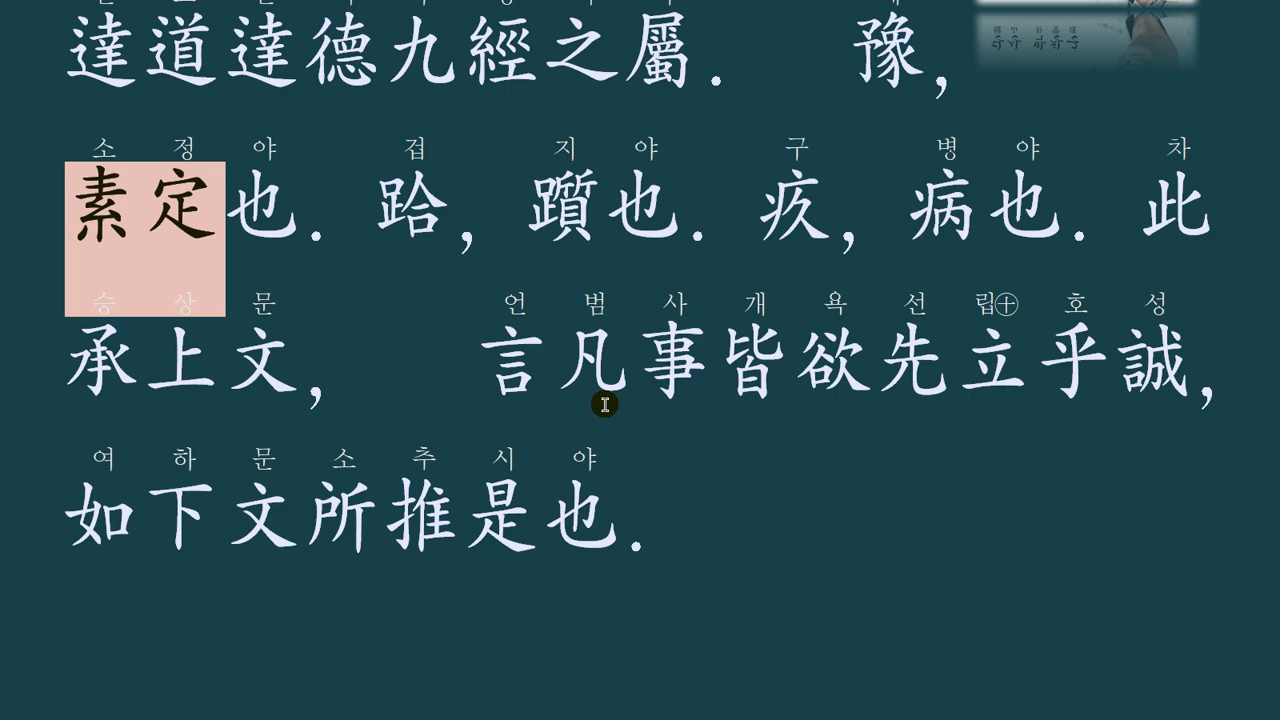 達道達德九經之屬. 豫,
소 정 야 겁 지 야 구 병 야 차
素定也. 跲, 躓也. 疚, 病也. 此
승 상 문 언 범 사 개 욕 선 립㊉ 호 성
承上文, 言凡事皆欲先立乎誠,
여 하 문 소 추 시 야
如下文所推是也.